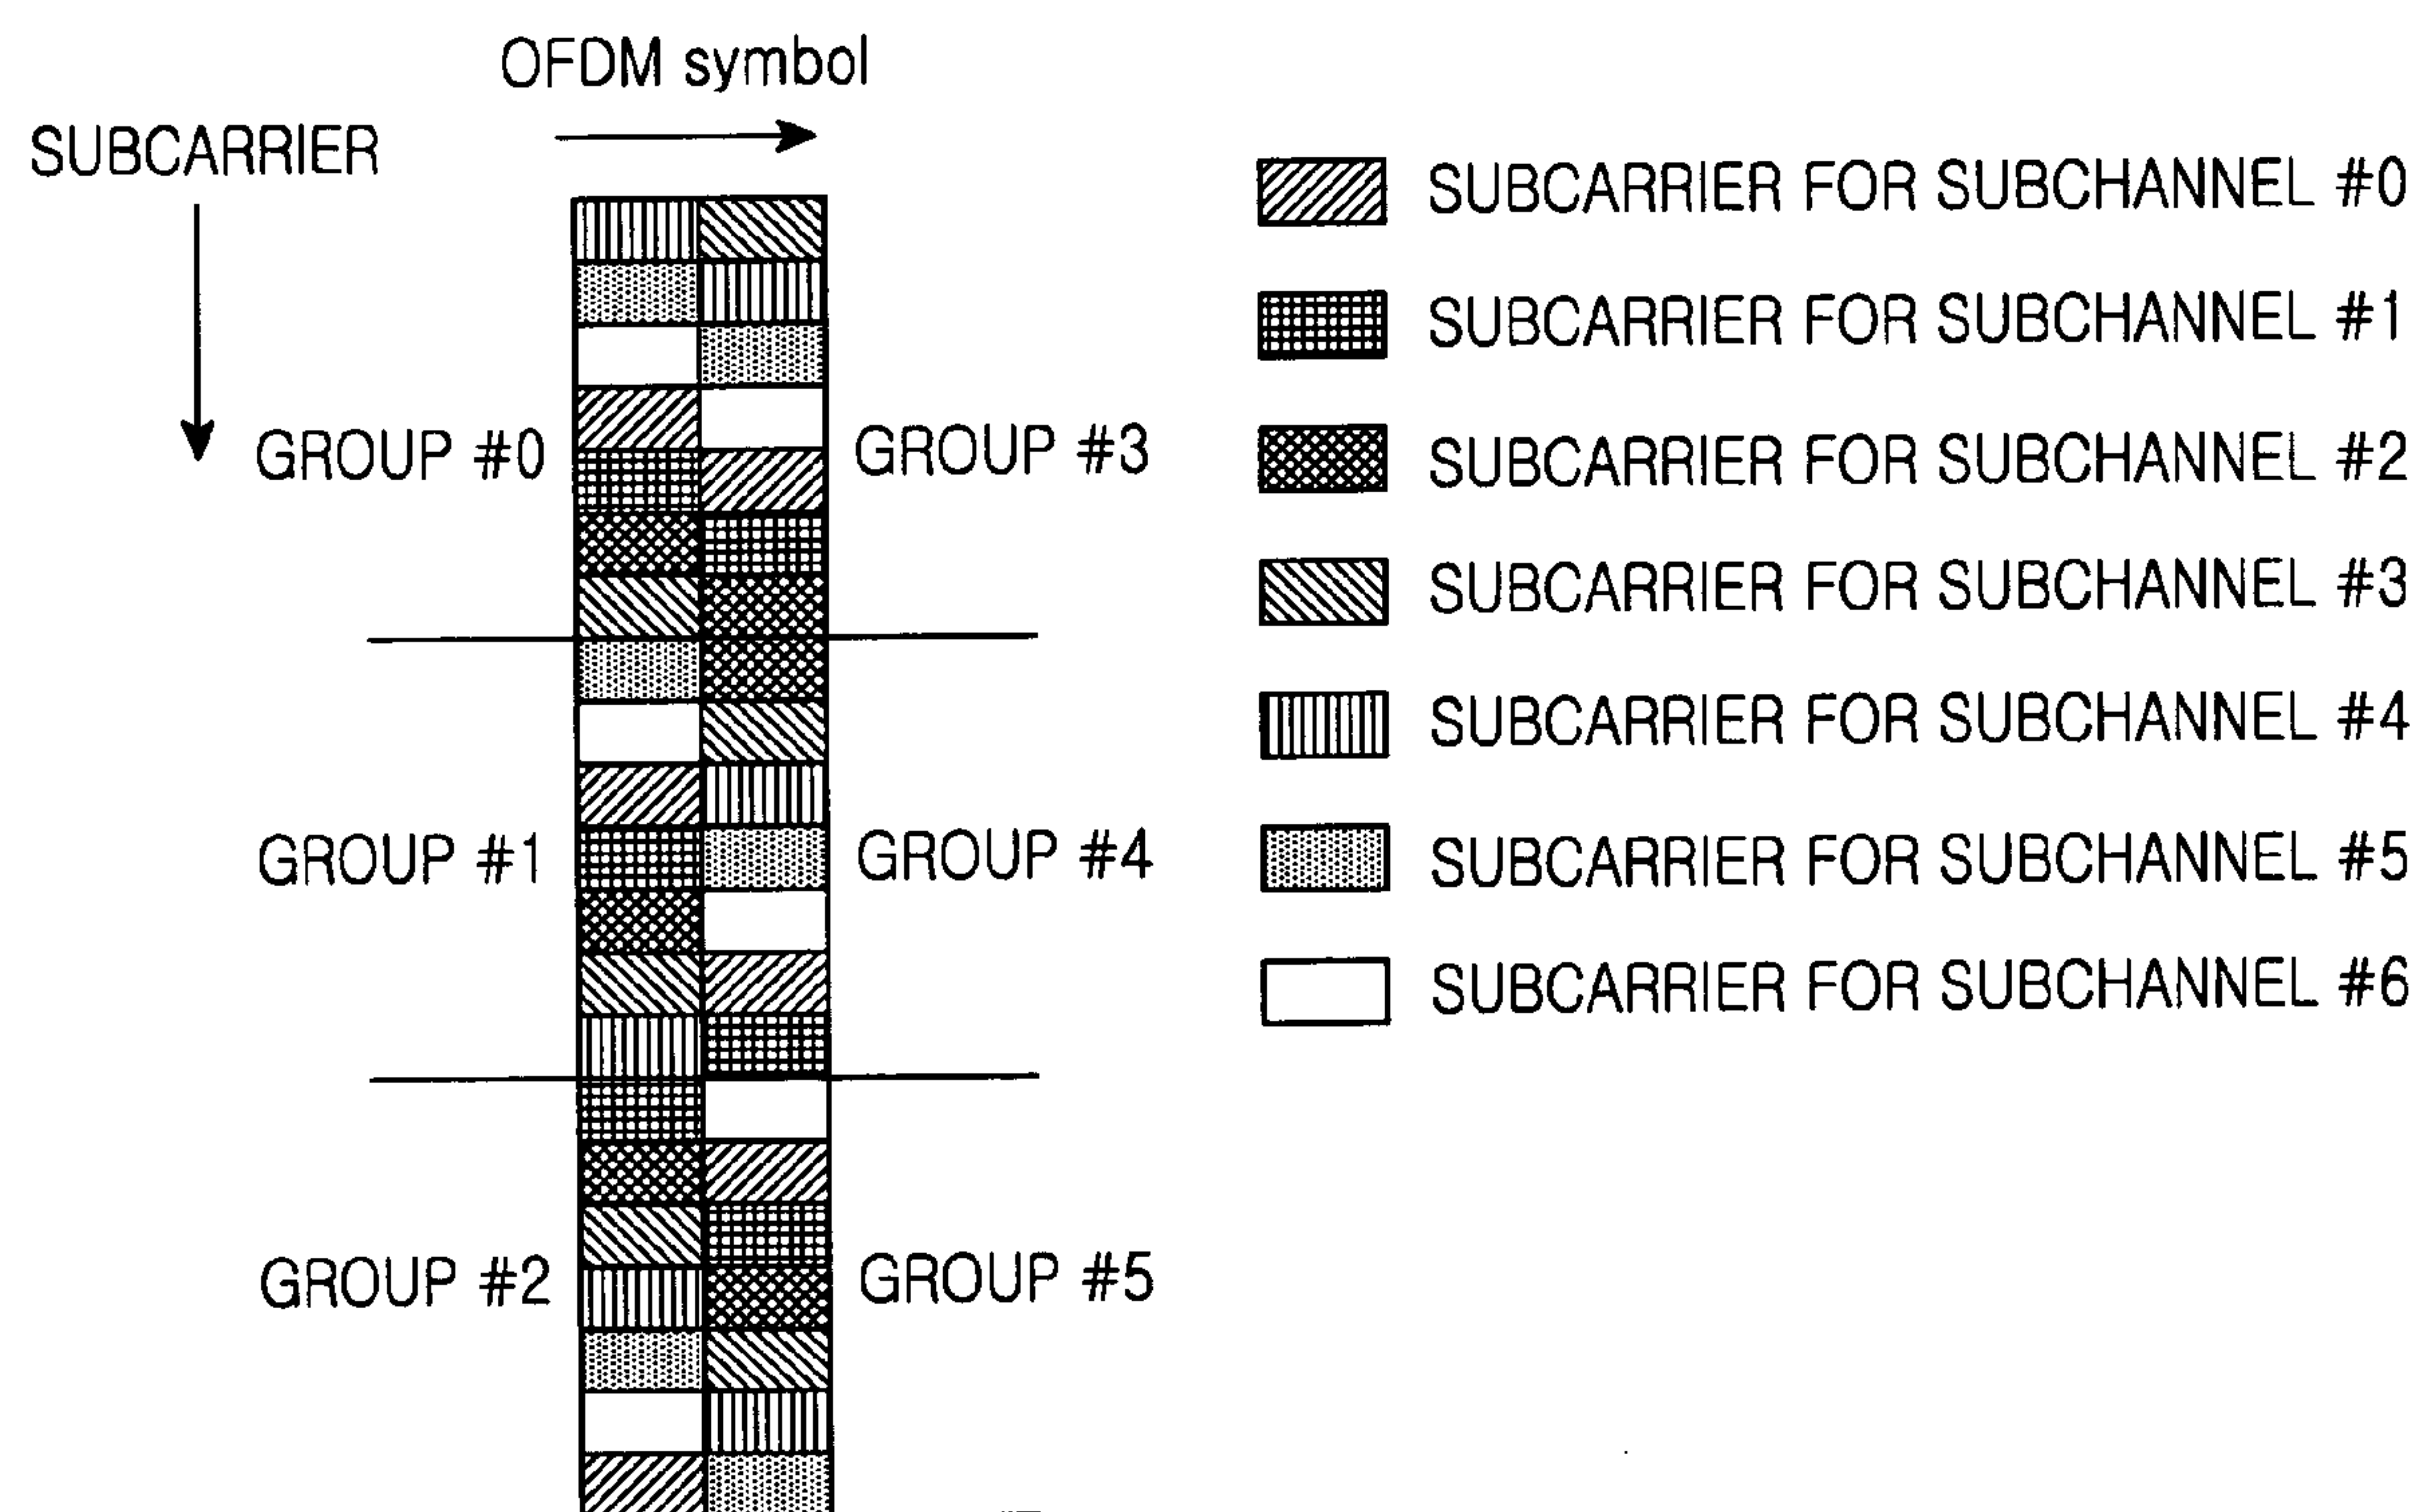 OFDM symbol
SUBCARRIER
GROUP #0
GROUP #3
GROUP #1
GROUP #4
GROUP #2
GROUP #5
SUBCARRIER FOR SUBCHANNEL #0
SUBCARRIER FOR SUBCHANNEL #1
SUBCARRIER FOR SUBCHANNEL #2
SUBCARRIER FOR SUBCHANNEL #3
SUBCARRIER FOR SUBCHANNEL #4
SUBCARRIER FOR SUBCHANNEL #5
SUBCARRIER FOR SUBCHANNEL #6